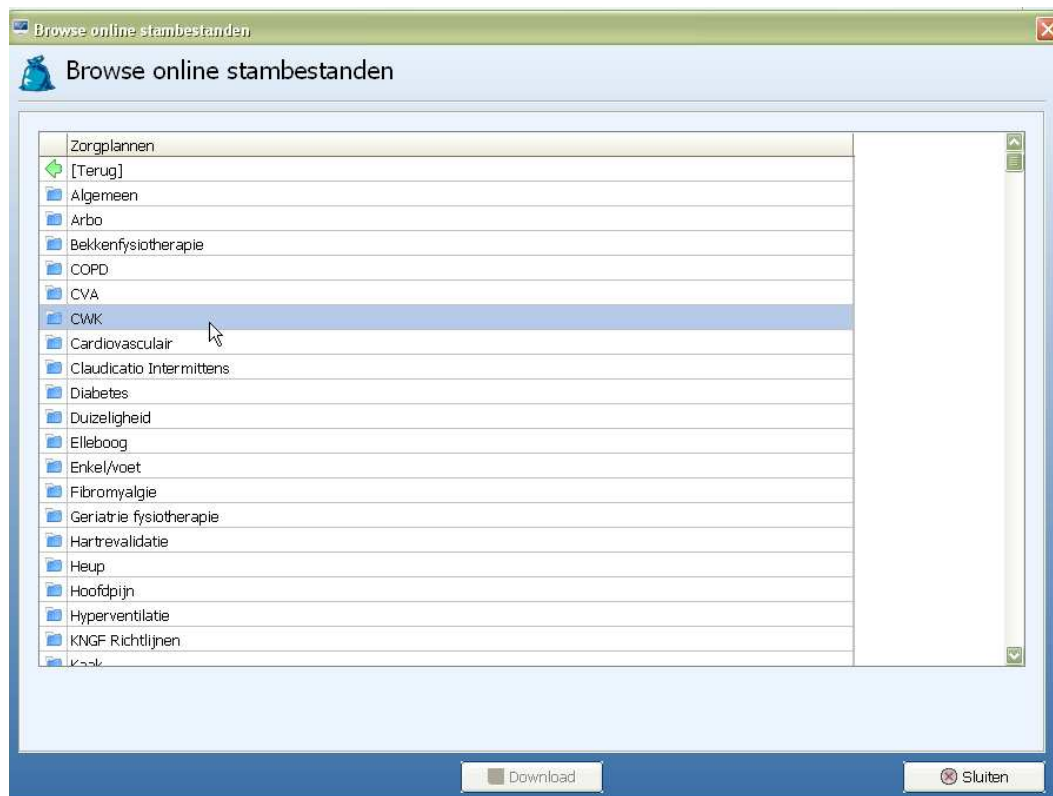 Browse online stambestanden
Browse online stambestanden
Zorgplannen
[Terug]
Algemeen
Arbo
Bekkenfysiotherapie
COPD
CVA
CWK
Cardiovasculair
Claudicatio Intermittens
Diabetes
Duizeligheid
Elleboog
Enkel/voet
Fibromyalgie
Geriatrie fysiotherapie
Hartrevalidatie
Heup
Hoofdpijn
Hyperventilatie
KNGF Richtlijnen
Kaak
Download
Sluiten